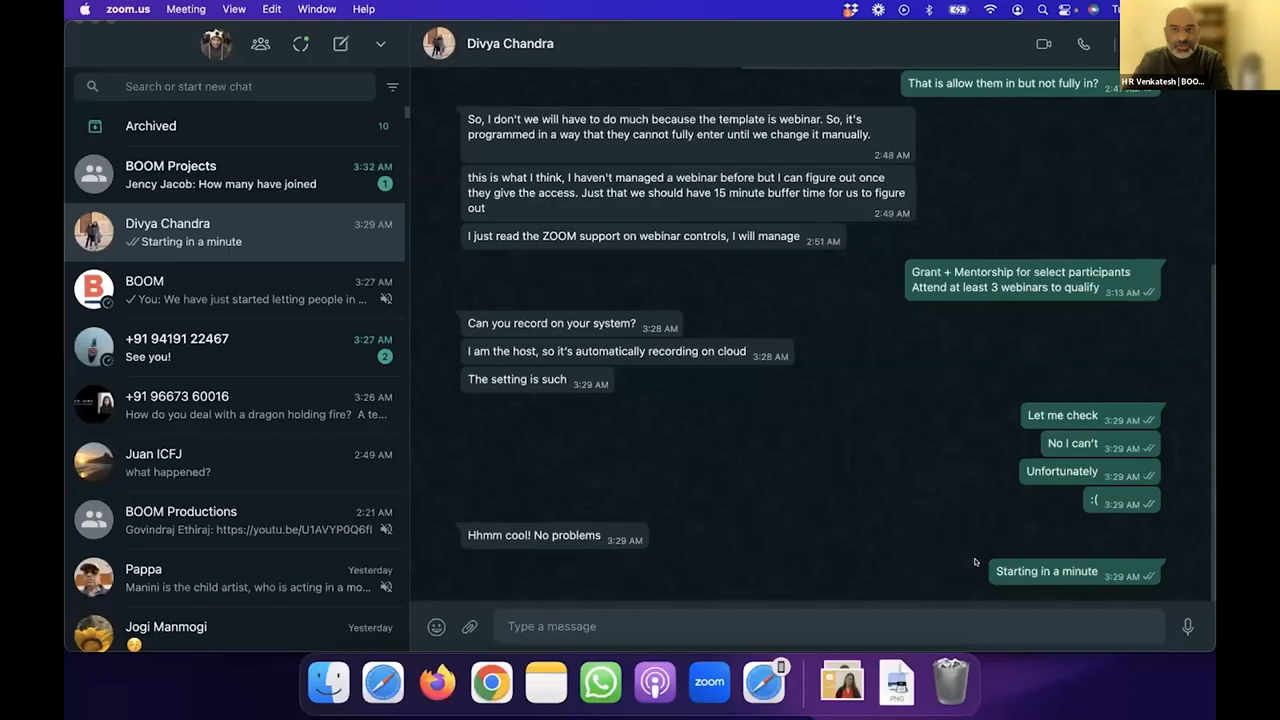 zoom.us Meeting View Edit Window Help
H R Venkatesh | BOO...
Search or start new chat
Archived 10
BOOM Projects 3:32 AM
Jency Jacob: How many have joined 1
Divya Chandra 3:29 AM
Starting in a minute
BOOM 3:27 AM
You: We have just started letting people in ...
+91 94191 22467 3:27 AM
See you! 2
+91 96673 60016 3:26 AM
How do you deal with a dragon holding fire? A te...
Juan ICFJ 2:49 AM
what happened?
BOOM Productions 2:21 AM
Govindraj Ethiraj: https://youtu.be/U1AVYP0Q6fI
Pappa Yesterday
Manini is the child artist, who is acting in a mo...
Jogi Manmogi Yesterday
Divya Chandra
That is allow them in but not fully in?
So, I don't we will have to do much because the template is webinar. So, it's
programmed in a way that they cannot fully enter until we change it manually.
2:48 AM
this is what I think, I haven't managed a webinar before but I can figure out once
they give the access. Just that we should have 15 minute buffer time for us to figure
out 2:49 AM
I just read the ZOOM support on webinar controls, I will manage 2:51 AM
Grant + Mentorship for select participants
Attend at least 3 webinars to qualify 3:13 AM
Can you record on your system? 3:28 AM
I am the host, so it's automatically recording on cloud 3:28 AM
The setting is such 3:29 AM
Let me check 3:29 AM
No I can't 3:29 AM
Unfortunately 3:29 AM
:( 3:29 AM
Hhmm cool! No problems 3:29 AM
Starting in a minute 3:29 AM
Type a message
zoom
PNG